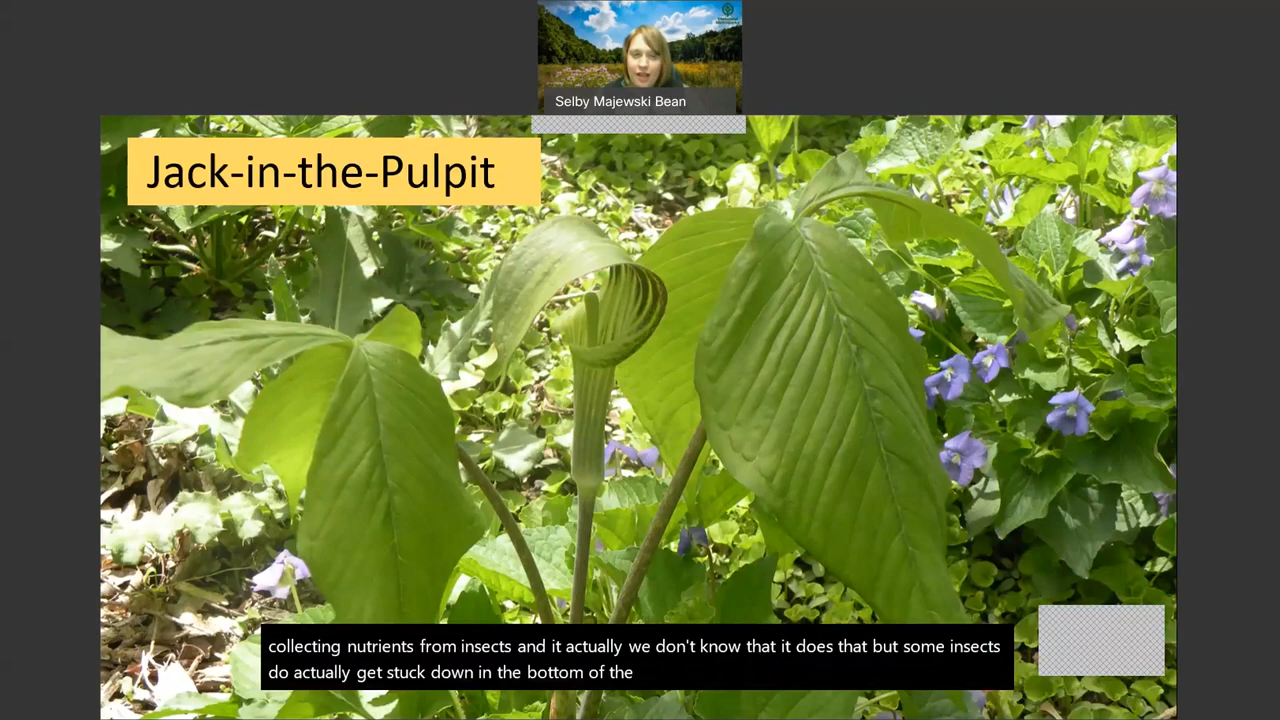 Selby Majewski Bean
Jack-in-the-Pulpit
collecting nutrients from insects and it actually we don't know that it does that but some insects
do actually get stuck down in the bottom of the